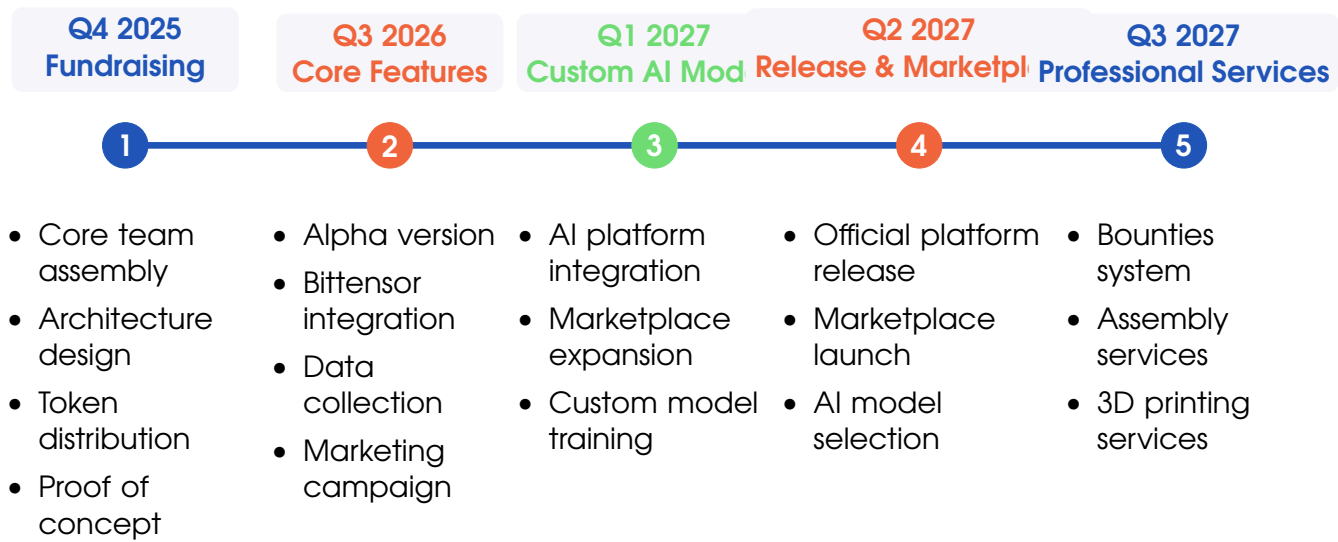 Q4 2025
Fundraising
Q3 2026
Core Features
Q1 2027
Custom AI Mod
Q2 2027
Release & Marketpl
Q3 2027
Professional Services
1
2
3
4
5
• Core team
assembly
• Architecture
design
• Token
distribution
• Proof of
concept
• Alpha version
• Bittensor
integration
• Data
collection
• Marketing
campaign
• AI platform
integration
• Marketplace
expansion
• Custom model
training
• Official platform
release
• Marketplace
launch
• AI model
selection
• Bounties
system
• Assembly
services
• 3D printing
services